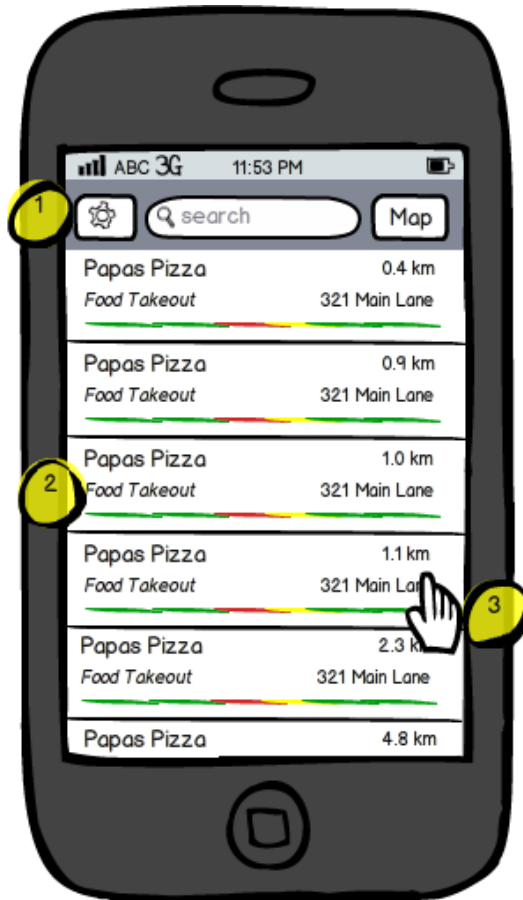 ABC 3G 11:53 PM
1
search Map
Papas Pizza 0.4 km
Food Takeout 321 Main Lane
Papas Pizza 0.9 km
Food Takeout 321 Main Lane
Papas Pizza 1.0 km
2 Food Takeout 321 Main Lane
Papas Pizza 1.1 km
Food Takeout 321 Main Lan
3
Papas Pizza 2.3 k
Food Takeout 321 Main Lane
Papas Pizza 4.8 km